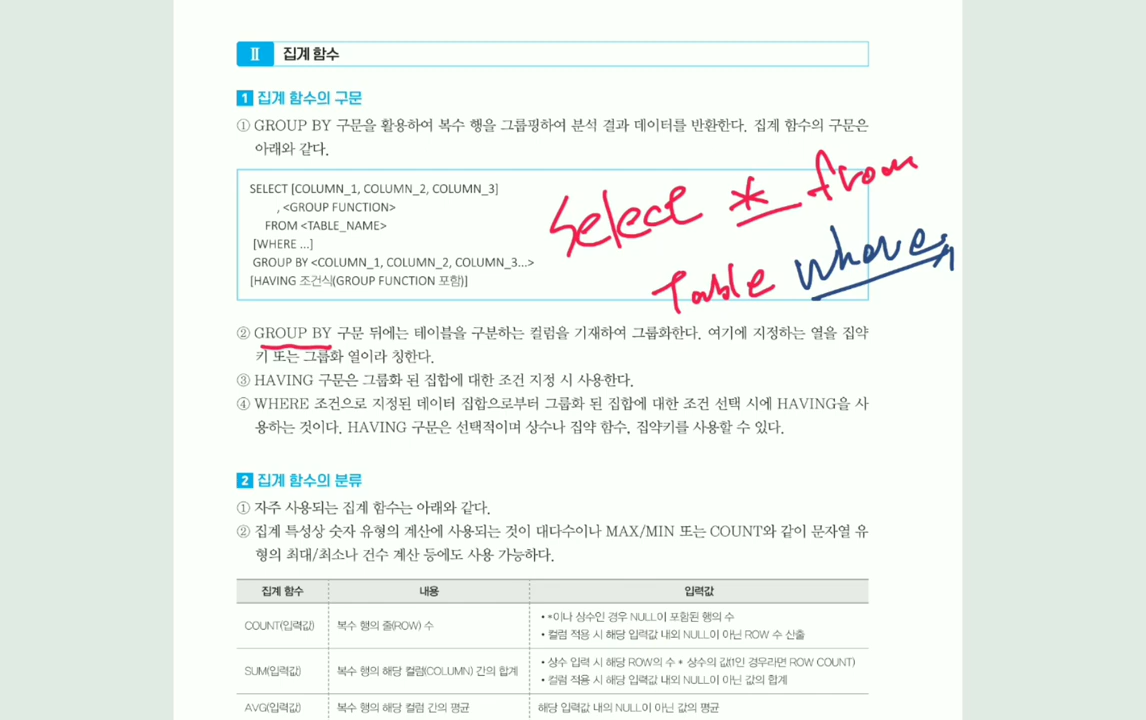 Ⅱ 집계 함수
1 집계 함수의 구문
① GROUP BY 구문을 활용하여 복수 행을 그룹핑하여 분석 결과 데이터를 반환한다. 집계 함수의 구문은
아래와 같다.
SELECT [COLUMN_1, COLUMN_2, COLUMN_3]
, <GROUP FUNCTION>
FROM <TABLE_NAME>
[WHERE ...]
GROUP BY <COLUMN_1, COLUMN_2, COLUMN_3...>
[HAVING 조건식(GROUP FUNCTION 포함)]
Select * from
Table where
② GROUP BY 구문 뒤에는 테이블을 구분하는 컬럼을 기재하여 그룹화한다. 여기에 지정하는 열을 집약
키 또는 그룹화 열이라 칭한다.
③ HAVING 구문은 그룹화 된 집합에 대한 조건 지정 시 사용한다.
④ WHERE 조건으로 지정된 데이터 집합으로부터 그룹화 된 집합에 대한 조건 선택 시에 HAVING을 사
용하는 것이다. HAVING 구문은 선택적이며 상수나 집약 함수, 집약키를 사용할 수 있다.
2 집계 함수의 분류
① 자주 사용되는 집계 함수는 아래와 같다.
② 집계 특성상 숫자 유형의 계산에 사용되는 것이 대다수이나 MAX/MIN 또는 COUNT와 같이 문자열 유
형의 최대/최소나 건수 계산 등에도 사용 가능하다.
집계 함수 내용 입력값
COUNT(입력값) 복수 행의 줄(ROW) 수
• *이나 상수인 경우 NULL이 포함된 행의 수
• 컬럼 적용 시 해당 입력값 내외 NULL이 아닌 ROW 수 산출
SUM(입력값) 복수 행의 해당 컬럼(COLUMN) 간의 합계
• 상수 입력 시 해당 ROW의 수 * 상수의 값(1인 경우라면 ROW COUNT)
• 컬럼 적용 시 해당 입력값 내외 NULL이 아닌 값의 합계
AVG(입력값) 복수 행의 해당 컬럼 간의 평균 해당 입력값 내의 NULL이 아닌 값의 평균